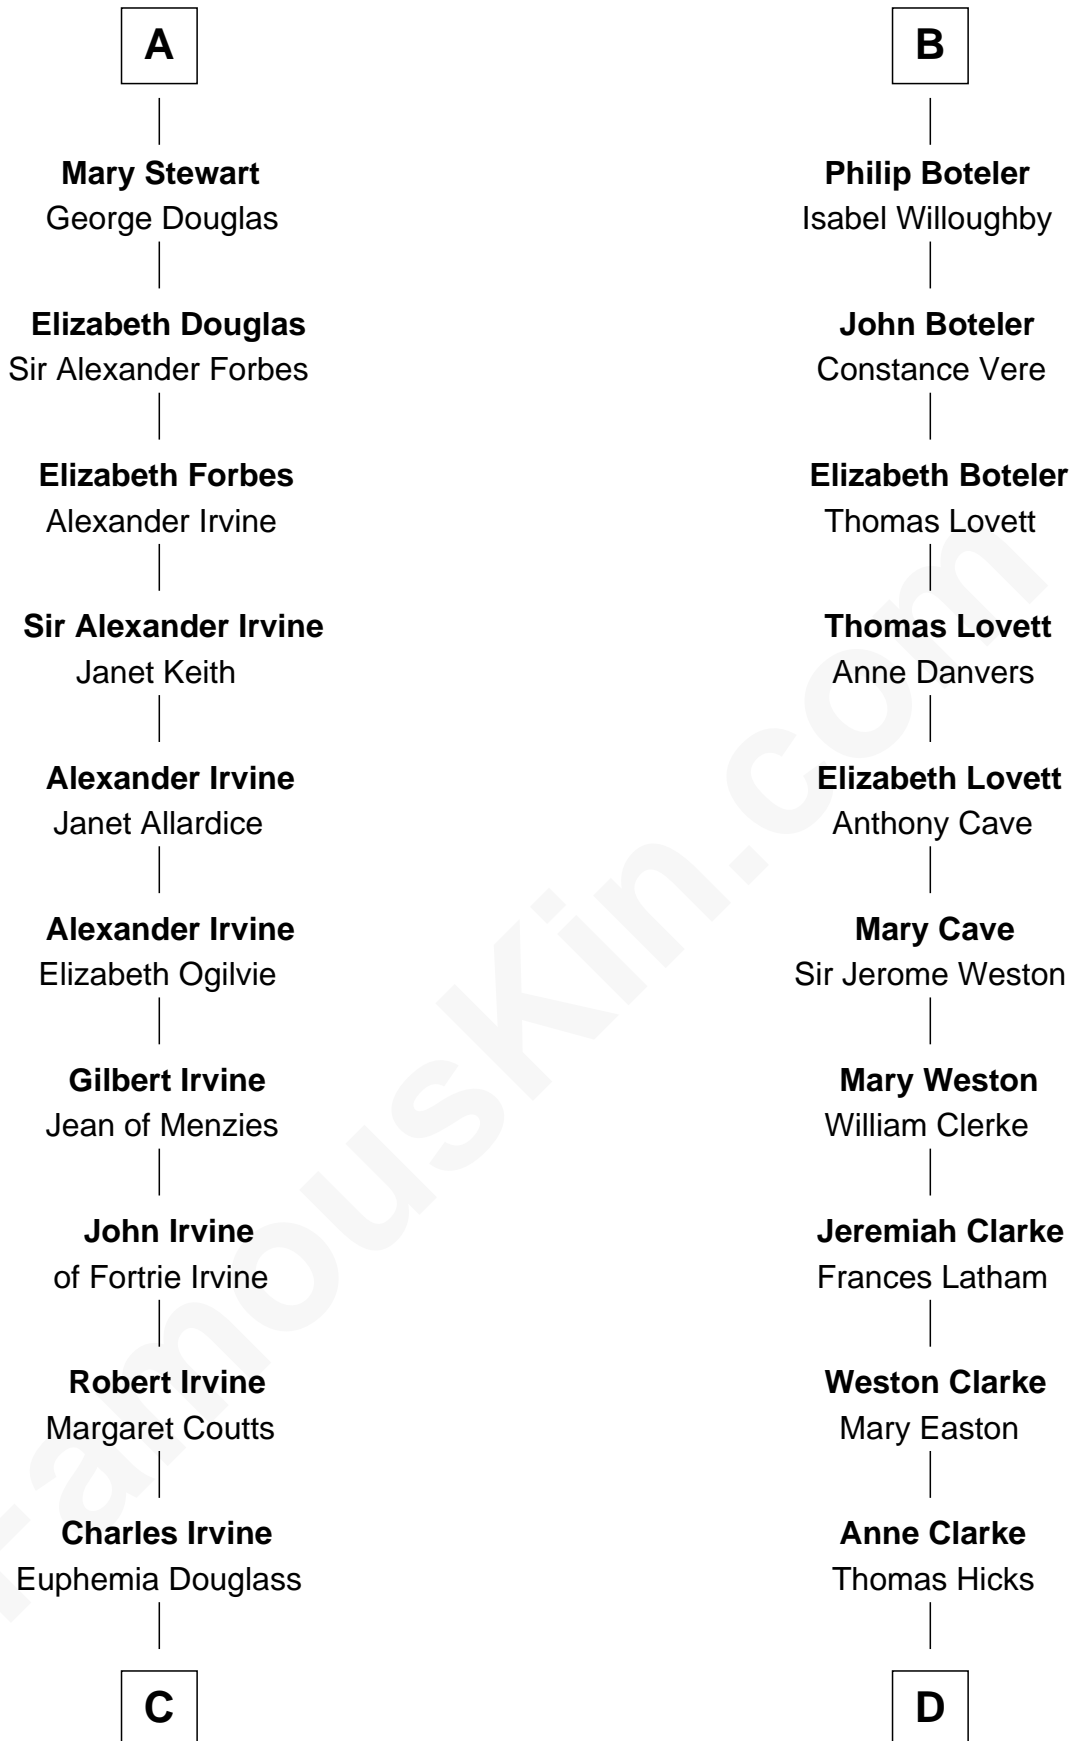 A
Mary Stewart
George Douglas
Elizabeth Douglas
Sir Alexander Forbes
Elizabeth Forbes
Alexander Irvine
Sir Alexander Irvine
Janet Keith
Alexander Irvine
Janet Allardice
Alexander Irvine
Elizabeth Ogilvie
Gilbert Irvine
Jean of Menzies
John Irvine
of Fortrie Irvine
Robert Irvine
Margaret Coutts
Charles Irvine
Euphemia Douglass
C
B
Philip Boteler
Isabel Willoughby
John Boteler
Constance Vere
Elizabeth Boteler
Thomas Lovett
Thomas Lovett
Anne Danvers
Elizabeth Lovett
Anthony Cave
Mary Cave
Sir Jerome Weston
Mary Weston
William Clerke
Jeremiah Clarke
Frances Latham
Weston Clarke
Mary Easton
Anne Clarke
Thomas Hicks
D
FamousKin.com